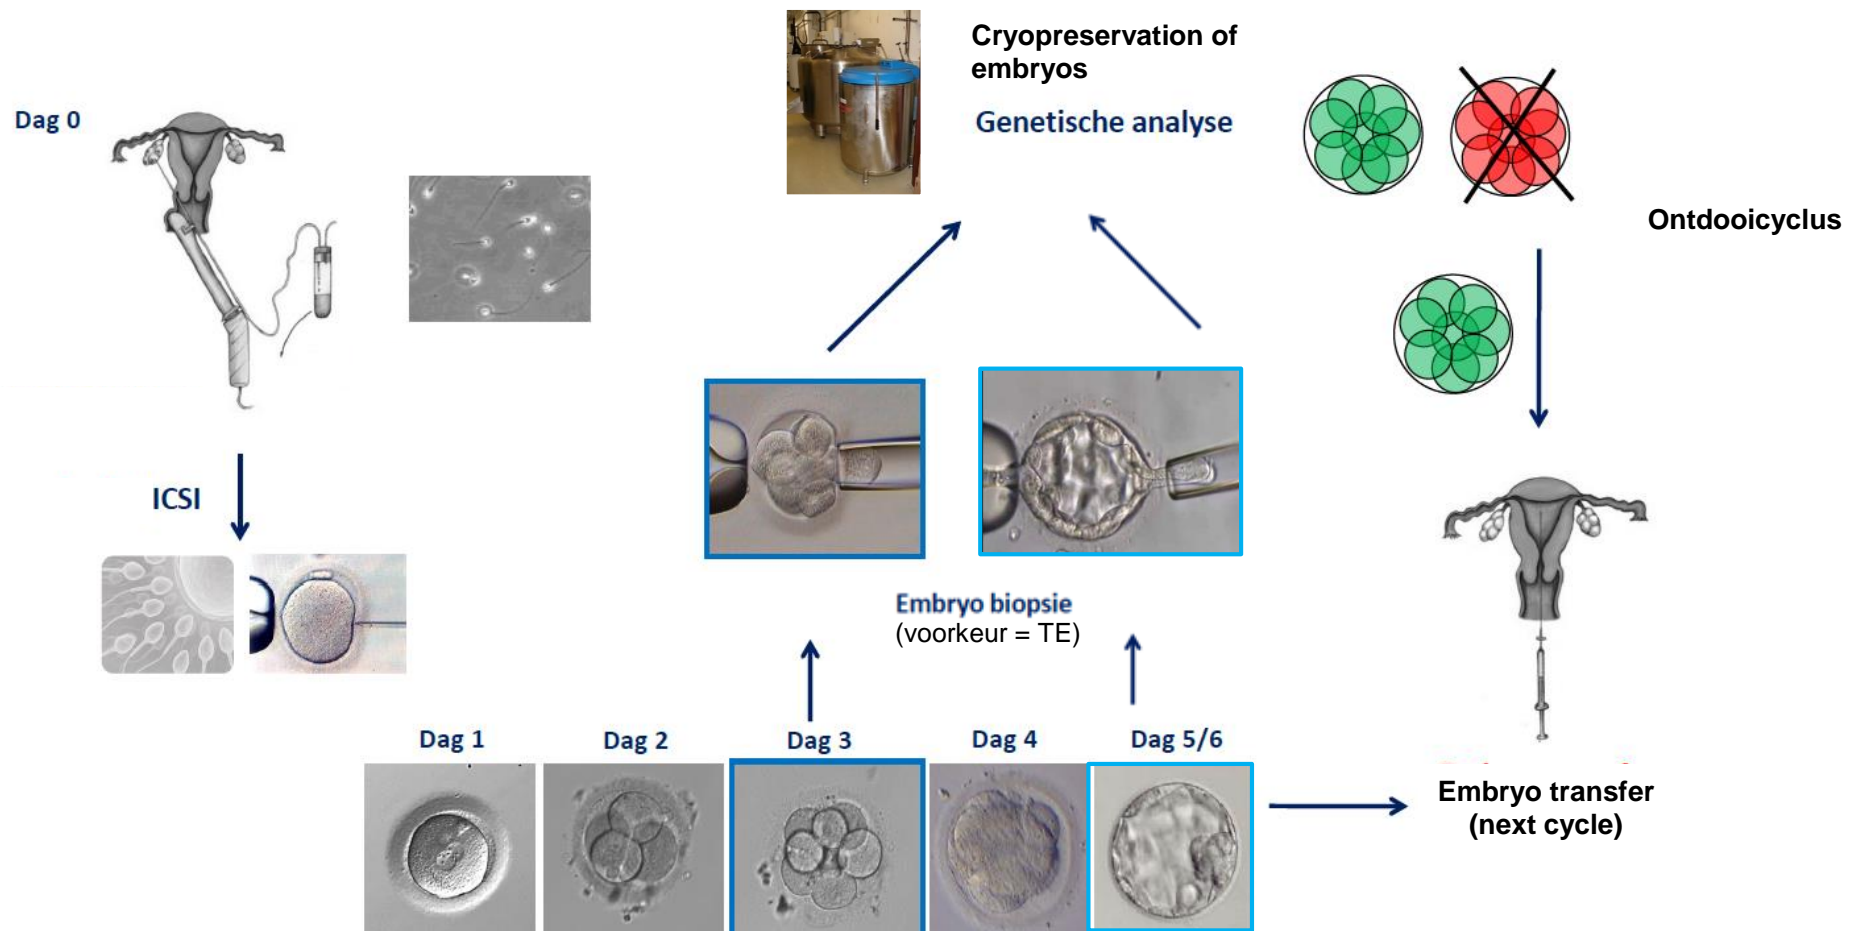 Dag 0
Cryopreservation of
embryos
Genetische analyse
Ontdooicyclus
ICSI
Embryo biopsie
(voorkeur = TE)
Dag 1
Dag 2
Dag 3
Dag 4
Dag 5/6
Embryo transfer
(next cycle)